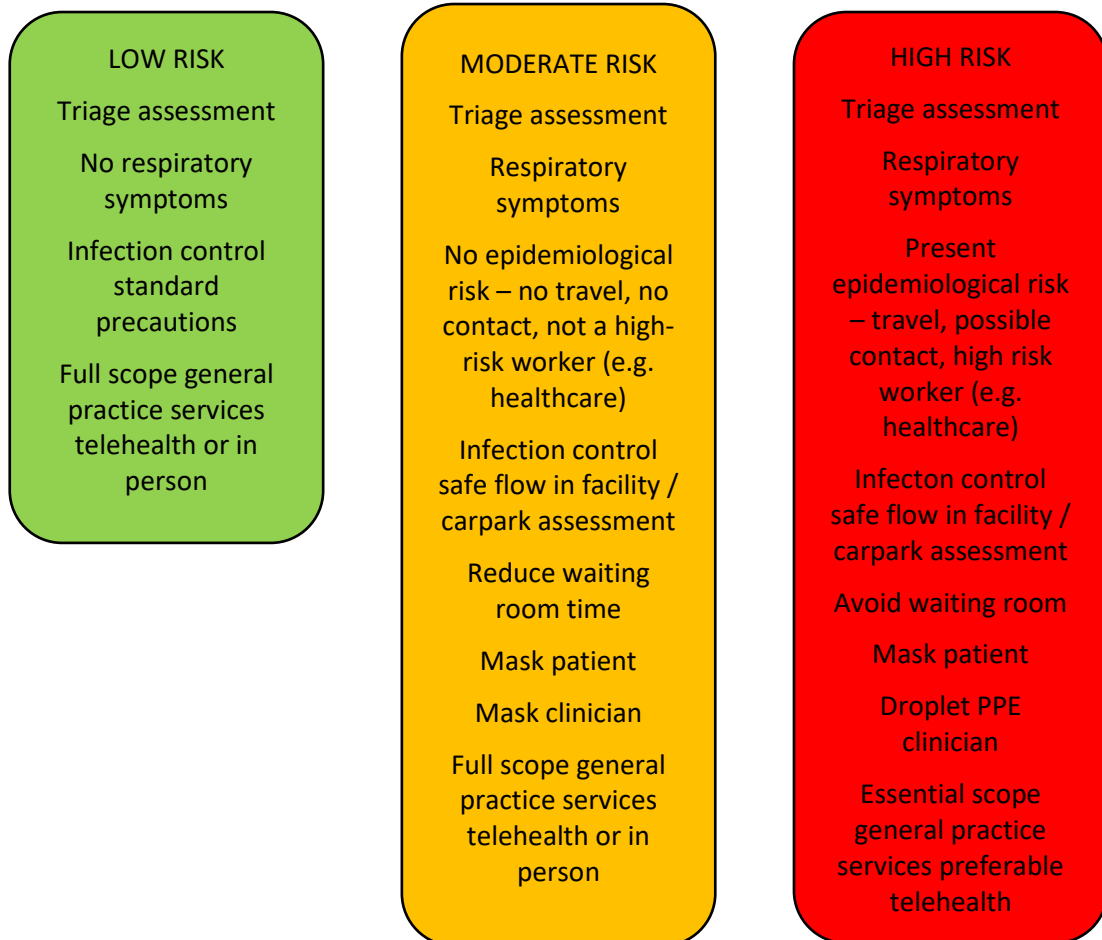 LOW RISK
Triage assessment
No respiratory
symptoms
Infection control
standard
precautions
Full scope general
practice services
telehealth or in
person
MODERATE RISK
Triage assessment
Respiratory
symptoms
No epidemiological
risk – no travel, no
contact, not a high-
risk worker (e.g.
healthcare)
Infection control
safe flow in facility /
carpark assessment
Reduce waiting
room time
Mask patient
Mask clinician
Full scope general
practice services
telehealth or in
person
HIGH RISK
Triage assessment
Respiratory
symptoms
Present
epidemiological risk
– travel, possible
contact, high risk
worker (e.g.
healthcare)
Infecton control
safe flow in facility /
carpark assessment
Avoid waiting room
Mask patient
Droplet PPE
clinician
Essential scope
general practice
services preferable
telehealth